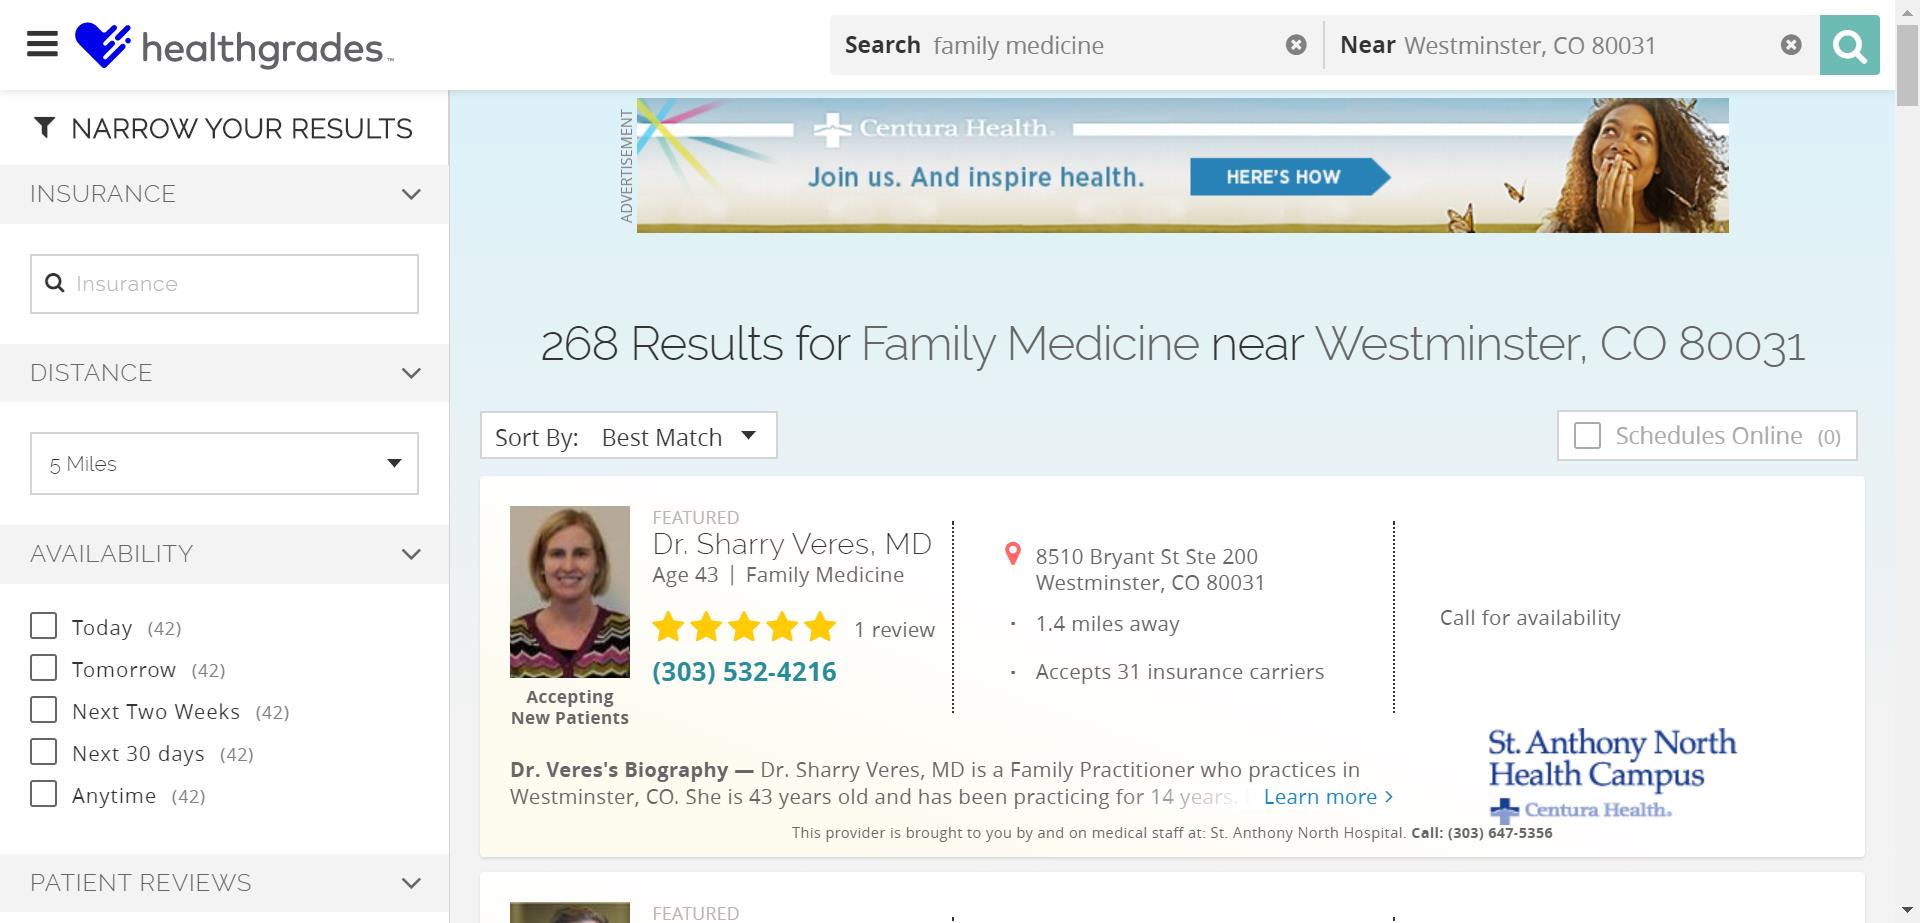 healthgrades™
Search family medicine
Near Westminster, CO 80031
NARROW YOUR RESULTS
INSURANCE
Insurance
DISTANCE
5 Miles
AVAILABILITY
Today (42)
Tomorrow (42)
Next Two Weeks (42)
Next 30 days (42)
Anytime (42)
PATIENT REVIEWS
ADVERTISEMENT
Centura Health.
Join us. And inspire health.
HERE'S HOW
268 Results for Family Medicine near Westminster, CO 80031
Sort By: Best Match
Schedules Online (0)
FEATURED
Dr. Sharry Veres, MD
Age 43 | Family Medicine
1 review
(303) 532-4216
Accepting
New Patients
8510 Bryant St Ste 200
Westminster, CO 80031
· 1.4 miles away
· Accepts 31 insurance carriers
Call for availability
Dr. Veres's Biography — Dr. Sharry Veres, MD is a Family Practitioner who practices in
Westminster, CO. She is 43 years old and has been practicing for 14 years. Learn more >
St. Anthony North
Health Campus
Centura Health.
This provider is brought to you by and on medical staff at: St. Anthony North Hospital. Call: (303) 647-5356
FEATURED